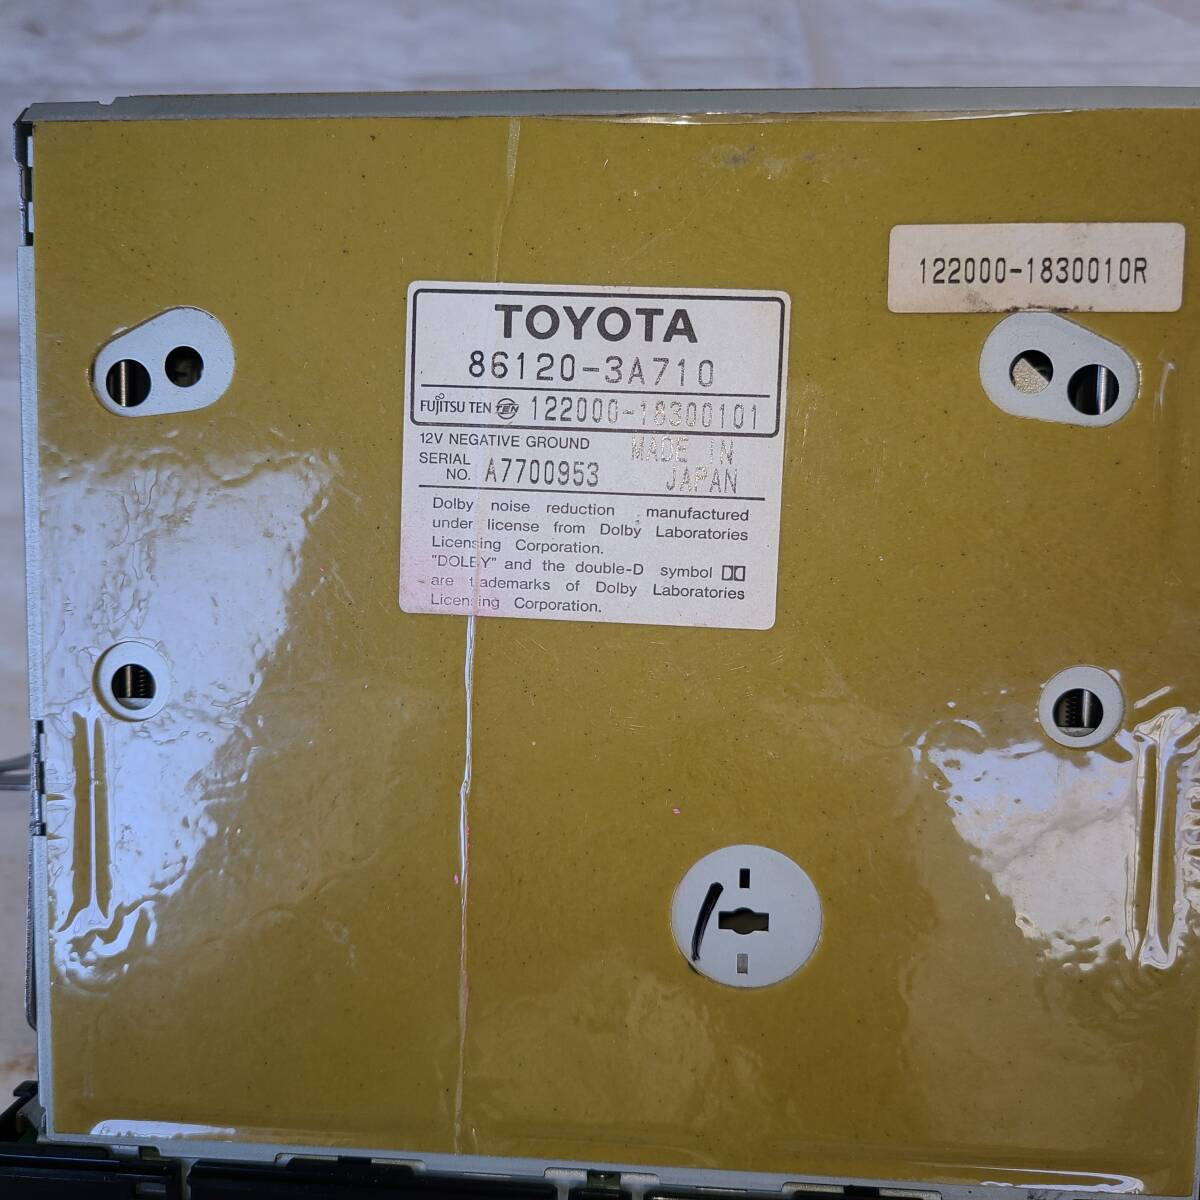 122000-1830010R
TOYOTA
86120-3A710
FUJITSU TEN TEN 122000-18300101
12V NEGATIVE GROUND MADE IN
SERIAL NO. A7700953 JAPAN
Dolby noise reduction manufactured
under license from Dolby Laboratories
Licensing Corporation.
"DOLBY" and the double-D symbol
are trademarks of Dolby Laboratories
Licensing Corporation.